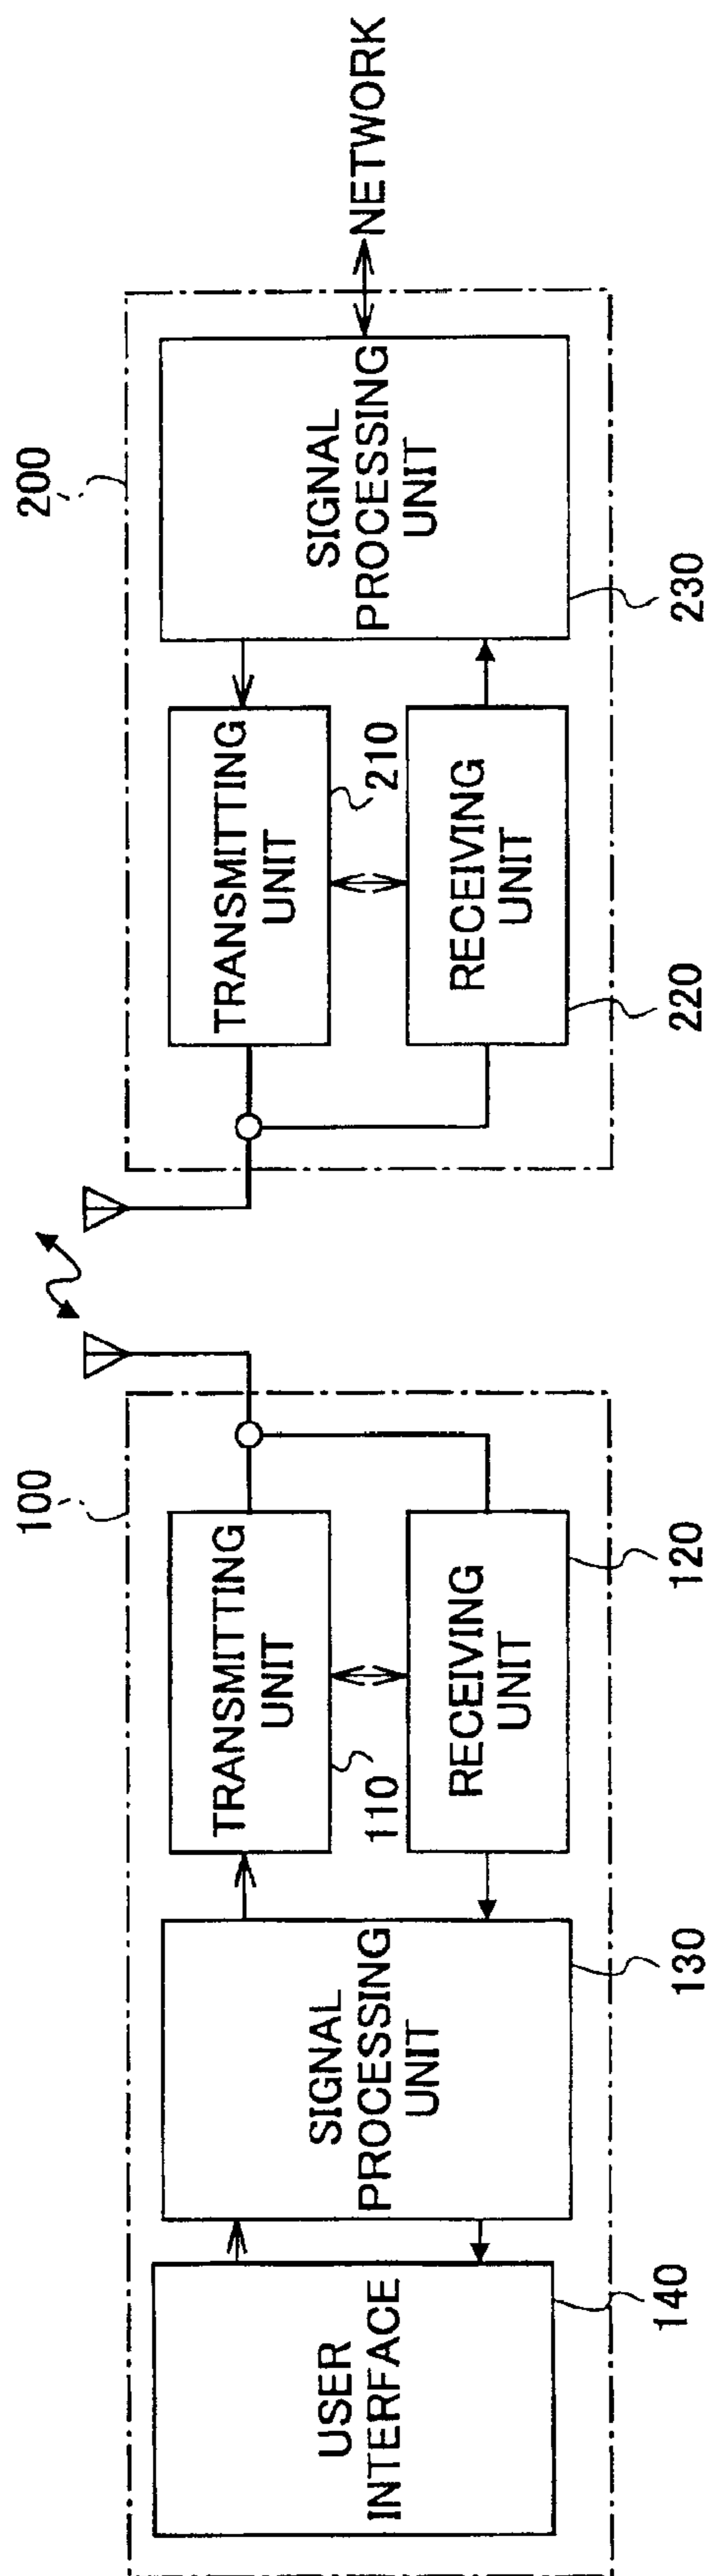 100
200
USER
INTERFACE
140
SIGNAL
PROCESSING
UNIT
130
TRANSMITTING
UNIT
110
RECEIVING
UNIT
120
TRANSMITTING
UNIT
210
RECEIVING
UNIT
220
SIGNAL
PROCESSING
UNIT
230
NETWORK